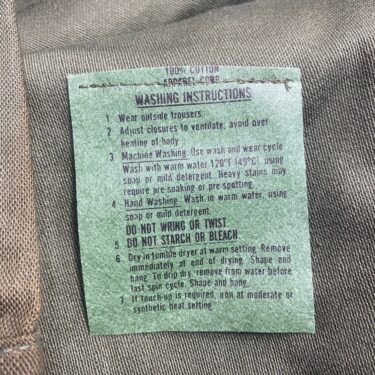 100% COTTON
APPAREL CORP.
WASHING INSTRUCTIONS
1 Wear outside trousers.
2 Adjust closures to ventilate, avoid over
heating of body
3 Machine Washing. Use wash and wear cycle.
Wash with warm water 120°F (49°C), using
soap or mild detergent. Heavy stains may
require pre soaking or pre spotting.
4 Hand Washing. Wash in warm water, using
soap or mild detergent.
DO NOT WRING OR TWIST
5 DO NOT STARCH OR BLEACH.
6 Dry in tumble dryer at warm setting. Remove
immediately at end of drying. Shape and
hang. To drip dry, remove from water before
last spin cycle. Shape and hang.
7 If touch up is required, iron at moderate or
synthetic heat setting.